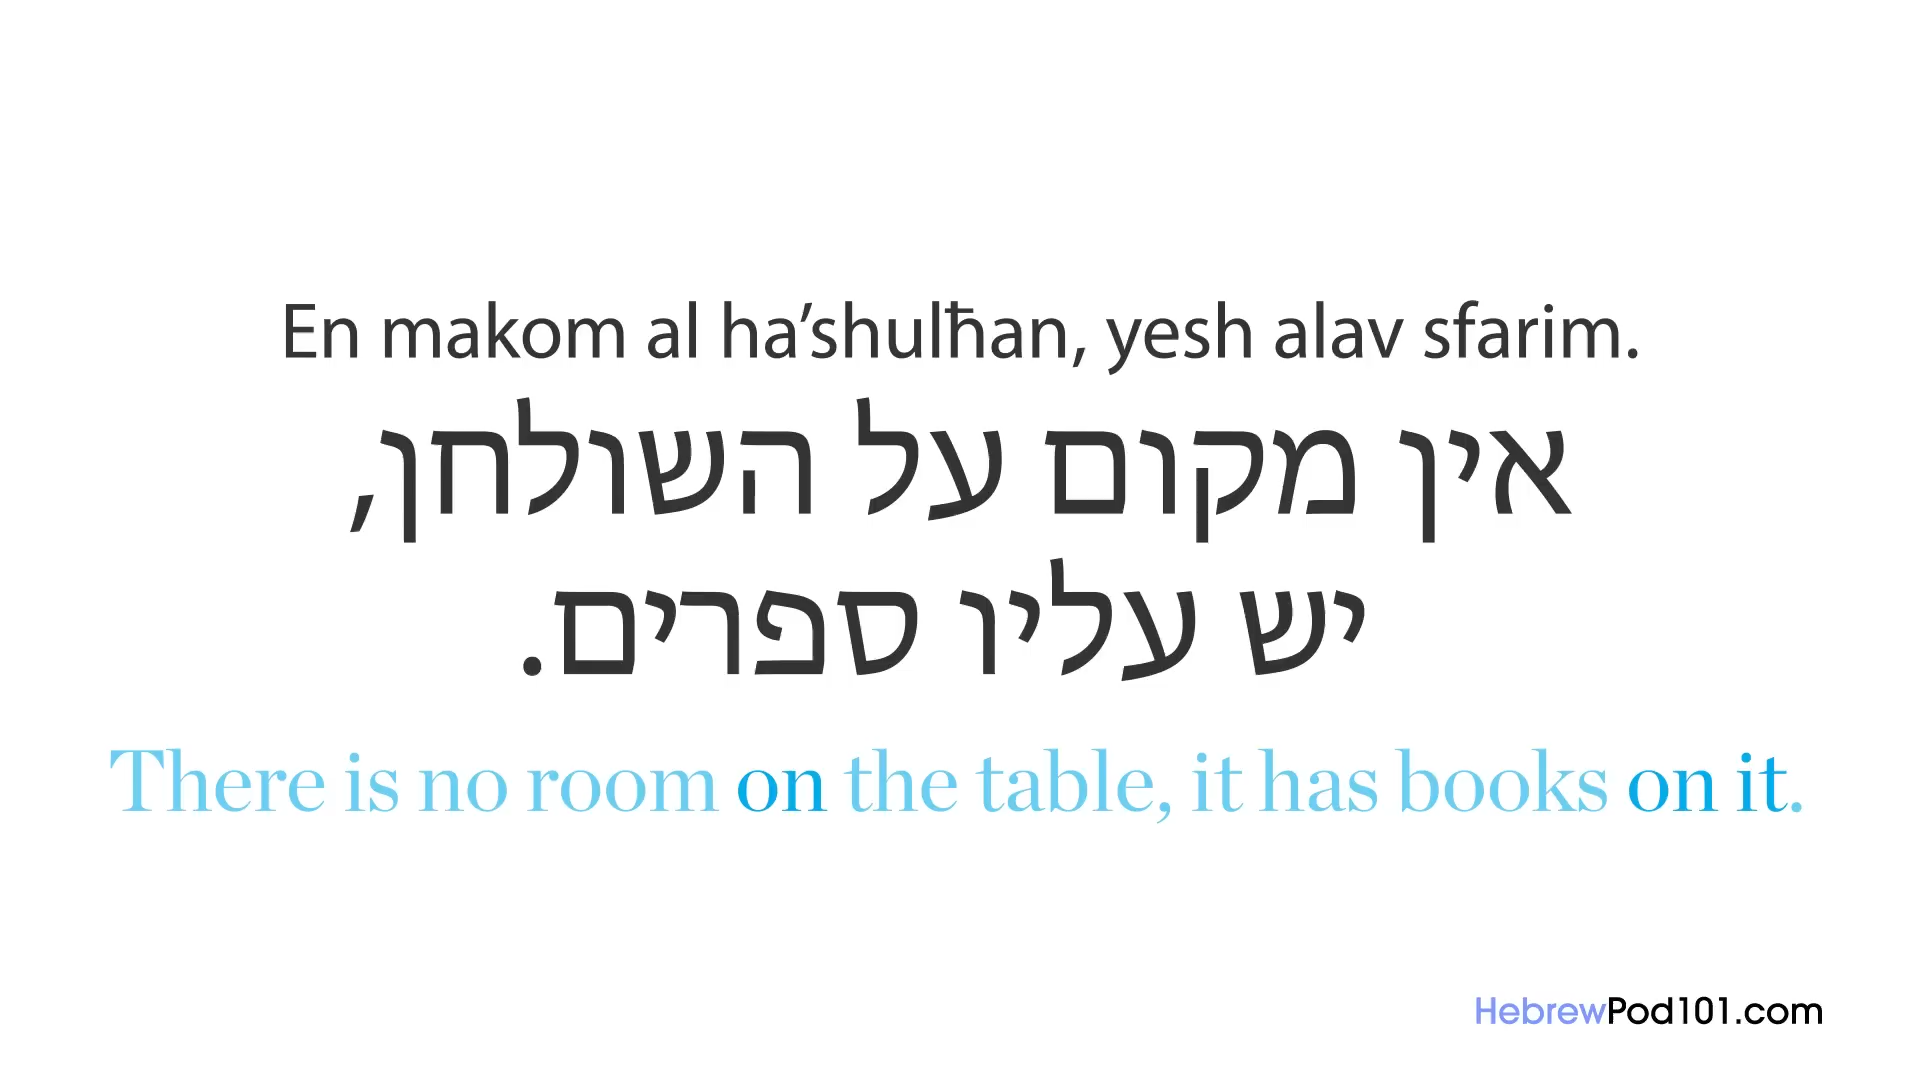 En makom al ha’shulħan, yesh alav sfarim.
אין מקום על השולחן,
יש עליו ספרים.
There is no room on the table, it has books on it.
HebrewPod101.com